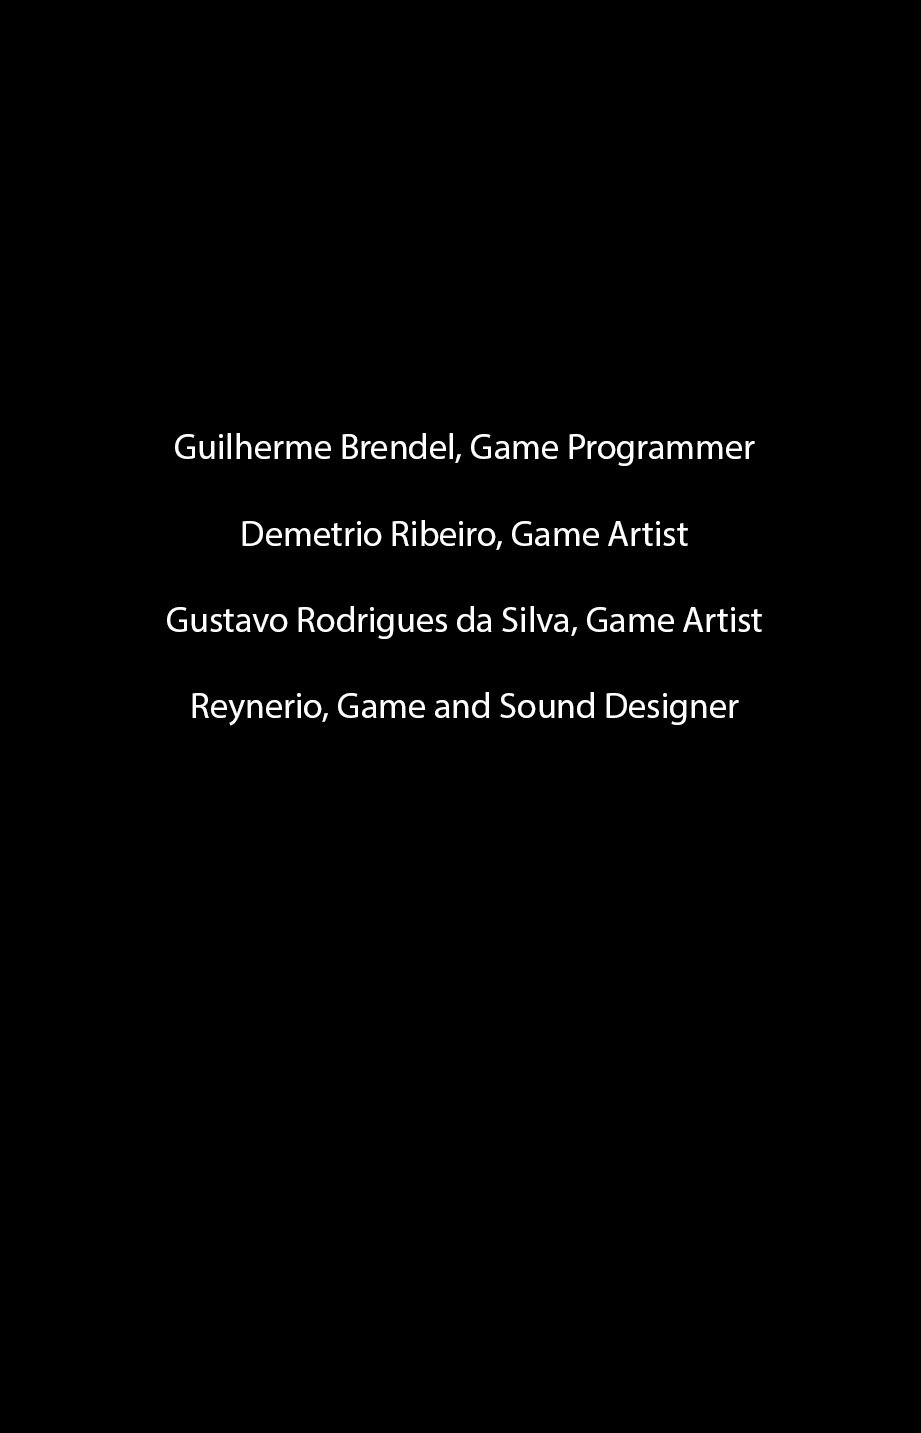 Guilherme Brendel, Game Programmer
Demetrio Ribeiro, Game Artist
Gustavo Rodrigues da Silva, Game Artist
Reynerio, Game and Sound Designer